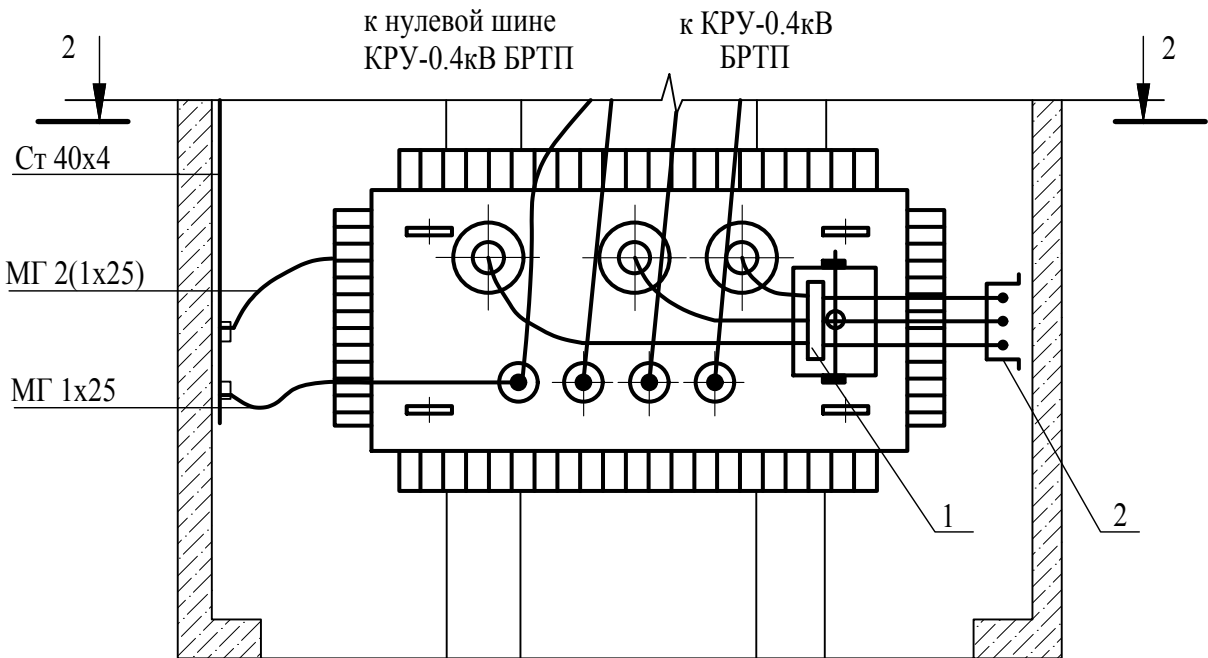 2
к нулевой шине
КРУ-0.4кВ БРТП
к КРУ-0.4кВ
БРТП
2
Ст 40х4
МГ 2(1х25)
МГ 1х25
1
2